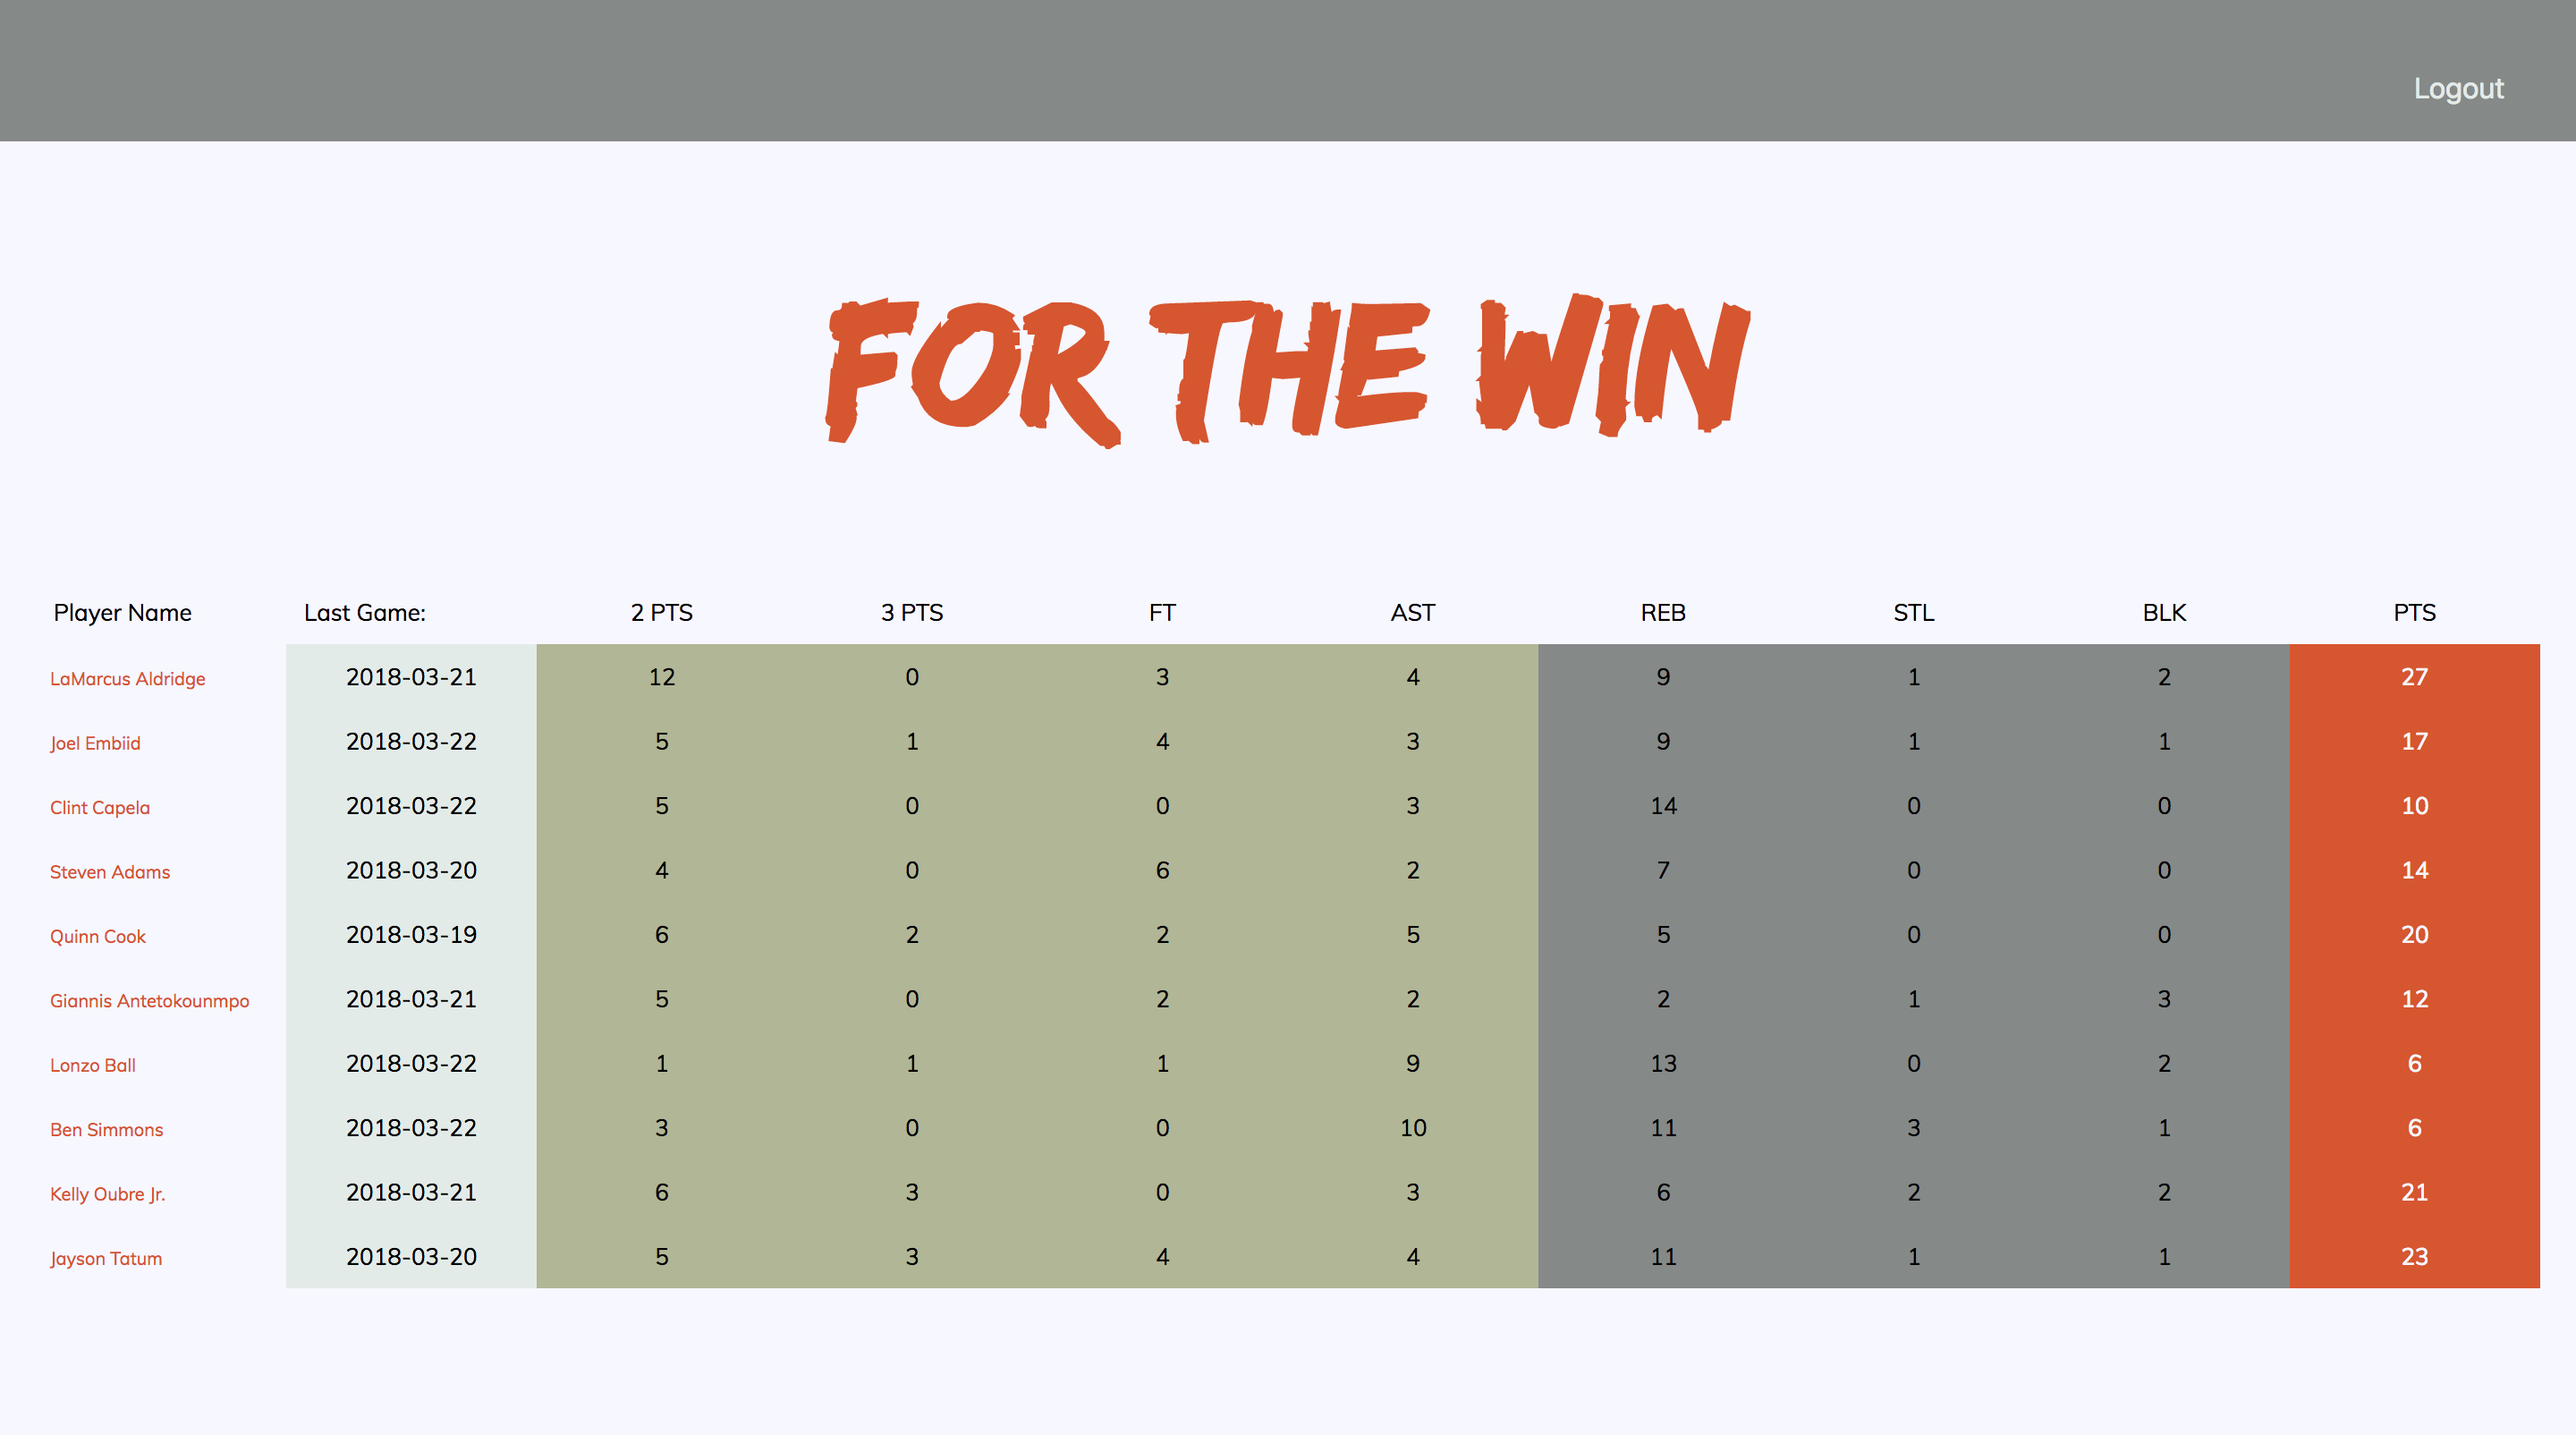 Logout
FOR THE WIN
Player Name Last Game: 2 PTS 3 PTS FT AST REB STL BLK PTS
LaMarcus Aldridge 2018-03-21 12 0 3 4 9 1 2 27
Joel Embiid 2018-03-22 5 1 4 3 9 1 1 17
Clint Capela 2018-03-22 5 0 0 3 14 0 0 10
Steven Adams 2018-03-20 4 0 6 2 7 0 0 14
Quinn Cook 2018-03-19 6 2 2 5 5 0 0 20
Giannis Antetokounmpo 2018-03-21 5 0 2 2 2 1 3 12
Lonzo Ball 2018-03-22 1 1 1 9 13 0 2 6
Ben Simmons 2018-03-22 3 0 0 10 11 3 1 6
Kelly Oubre Jr. 2018-03-21 6 3 0 3 6 2 2 21
Jayson Tatum 2018-03-20 5 3 4 4 11 1 1 23